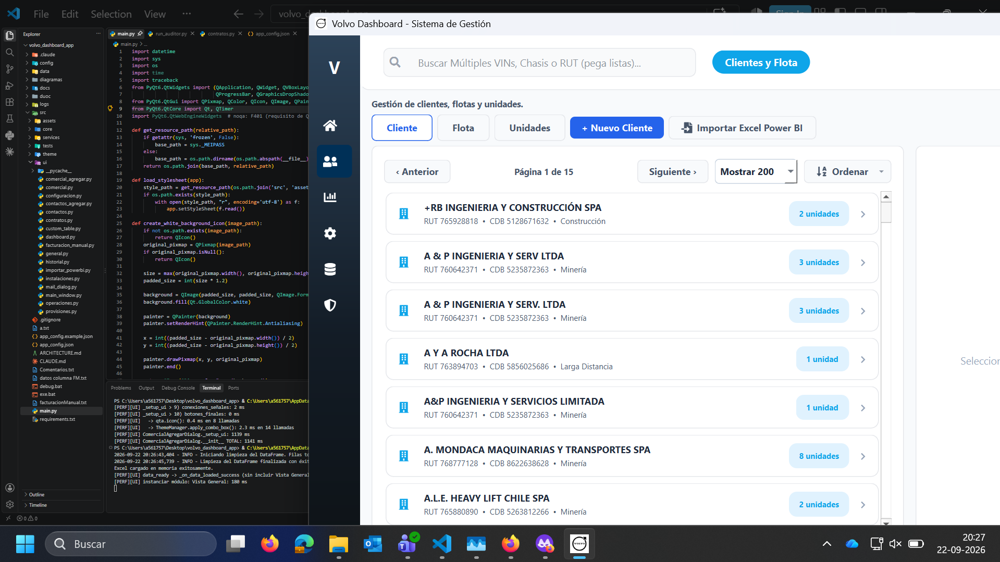 File Edit Selection View ...
Volvo Dashboard - Sistema de Gestión
Explorer
volvo_dashboard_app
.claude
config
data
diagramas
docs
duoc
logs
src
assets
core
services
tests
theme
ui
__pycache__
comercial_agregar.py
comercial.py
configuracion.py
contactos_agregar.py
contactos.py
contratos.py
custom_table.py
dashboard.py
facturacion_manual.py
general.py
historial.py
importar_powerbi.py
instalaciones.py
mail_dialog.py
main_window.py
operaciones.py
provisiones.py
.gitignore
a.txt
app_config.example.json
app_config.json
ARCHITECTURE.md
CLAUDE.md
Comentarios.txt
datos columna FM.txt
debug.bat
exe.bat
facturacionManual.txt
main.py
requirements.txt
Outline
Timeline
0 0
main.py run_auditor.py contratos.py app_config.json
main.py > ...
1 import datetime
2 import sys
3 import os
4 import time
5 import traceback
6 from PyQt6.QtWidgets import (QApplication, QWidget, QVBoxLayo
7 QProgressBar, QGraphicsDropShado
8 from PyQt6.QtGui import QPixmap, QColor, QIcon, QImage, QPain
9 from PyQt6.QtCore import Qt, QTimer
10 import PyQt6.QtWebEngineWidgets # noqa: F401 (requisito de Q
11
12 def get_resource_path(relative_path):
13 if getattr(sys, 'frozen', False):
14 base_path = sys._MEIPASS
15 else:
16 base_path = os.path.dirname(os.path.abspath(__file__)
17 return os.path.join(base_path, relative_path)
18
19 def load_stylesheet(app):
20 style_path = get_resource_path(os.path.join('src', 'asset
21 if os.path.exists(style_path):
22 with open(style_path, "r", encoding='utf-8') as f:
23 app.setStyleSheet(f.read())
24
25 def create_white_background_icon(image_path):
26 if not os.path.exists(image_path):
27 return QIcon()
28 original_pixmap = QPixmap(image_path)
29 if original_pixmap.isNull():
30 return QIcon()
31
32 size = max(original_pixmap.width(), original_pixmap.heigh
33 padded_size = int(size * 1.2)
34
35 background = QImage(padded_size, padded_size, QImage.Form
36 background.fill(Qt.GlobalColor.white)
37
38 painter = QPainter(background)
39 painter.setRenderHint(QPainter.RenderHint.Antialiasing)
40
41 x = int((padded_size - original_pixmap.width()) / 2)
42 y = int((padded_size - original_pixmap.height()) / 2)
43
44 painter.drawPixmap(x, y, original_pixmap)
45 painter.end()
46
Problems Output Debug Console Terminal Ports
PS C:\Users\a561757\Desktop\volvo_dashboard_app> & C:\Users\a561757\AppData
[PERF][UI] _setup_ui > 9) conexiones_señales: 2 ms
[PERF][UI] _setup_ui > 10) botones_finales: 0 ms
[PERF][UI] -> qta.icon(): 0.4 ms en 8 llamadas
[PERF][UI] -> ThemeManager.apply_combo_box(): 2.3 ms en 14 llamadas
[PERF][UI] ComercialAgregarDialog._setup_ui: 1139 ms
[PERF][UI] ComercialAgregarDialog.__init__ TOTAL: 1141 ms
PS C:\Users\a561757\Desktop\volvo_dashboard_app> & C:\Users\a561757\AppData
2026-09-22 20:26:43,404 - INFO - Iniciando limpieza del DataFrame. Filas to
2026-09-22 20:26:45,739 - INFO - Limpieza del DataFrame finalizada con éxit
Excel cargado en memoria exitosamente.
[PERF][UI] data_ready -> _on_data_loaded_success (sin incluir Vista General
[PERF][UI] instanciar módulo: Vista General: 180 ms
V
Buscar Múltiples VINs, Chasis o RUT (pega listas)...
Clientes y Flota
Gestión de clientes, flotas y unidades.
Cliente Flota Unidades + Nuevo Cliente Importar Excel Power BI
‹ Anterior Página 1 de 15 Siguiente › Mostrar 200 Ordenar
+RB INGENIERIA Y CONSTRUCCIÓN SPA
RUT 765928818 • CDB 5128671632 • Construcción
2 unidades
A & P INGENIERIA Y SERV LTDA
RUT 760642371 • CDB 5235872363 • Minería
3 unidades
A & P INGENIERIA Y SERV. LTDA
RUT 760642371 • CDB 5235872363 • Minería
3 unidades
A Y A ROCHA LTDA
RUT 763894703 • CDB 5856025686 • Larga Distancia
1 unidad
A&P INGENIERIA Y SERVICIOS LIMITADA
RUT 760642371 • CDB 5235872363 • Minería
1 unidad
A. MONDACA MAQUINARIAS Y TRANSPORTES SPA
RUT 768777128 • CDB 8622638628 • Minería
8 unidades
A.L.E. HEAVY LIFT CHILE SPA
RUT 765880890 • CDB 5263812266 • Minería
2 unidades
Seleccion
Buscar
20:27
22-09-2026